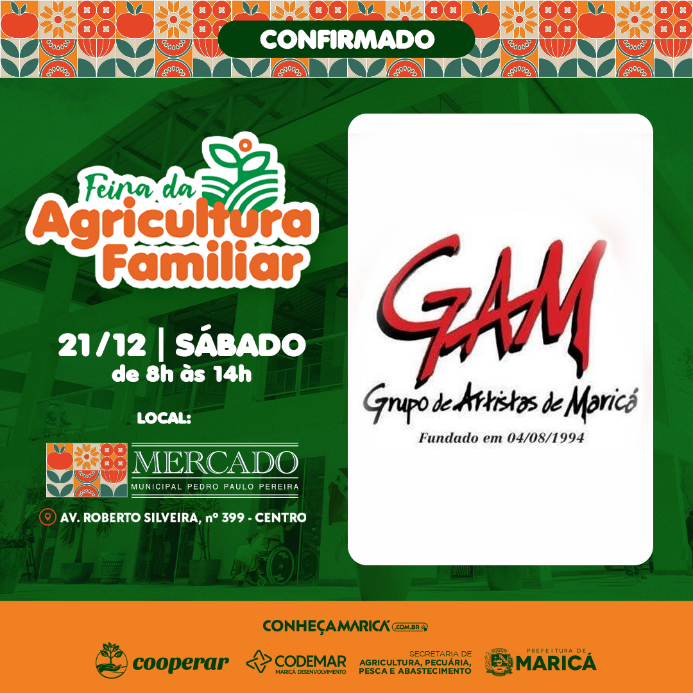 CONFIRMADO
Feira da
Agricultura
Familiar
21/12 | SÁBADO
de 8h às 14h
LOCAL:
MERCADO
MUNICIPAL PEDRO PAULO PEREIRA
AV. ROBERTO SILVEIRA, nº 399 - CENTRO
GAM
Grupo de Artistas de Maricá
Fundado em 04/08/1994
CONHEÇAMARICÁ .COM.BR
cooperar
CODEMAR
MARICÁ DESENVOLVIMENTO
SECRETARIA DE
AGRICULTURA, PECUÁRIA,
PESCA E ABASTECIMENTO
PREFEITURA DE
MARICÁ